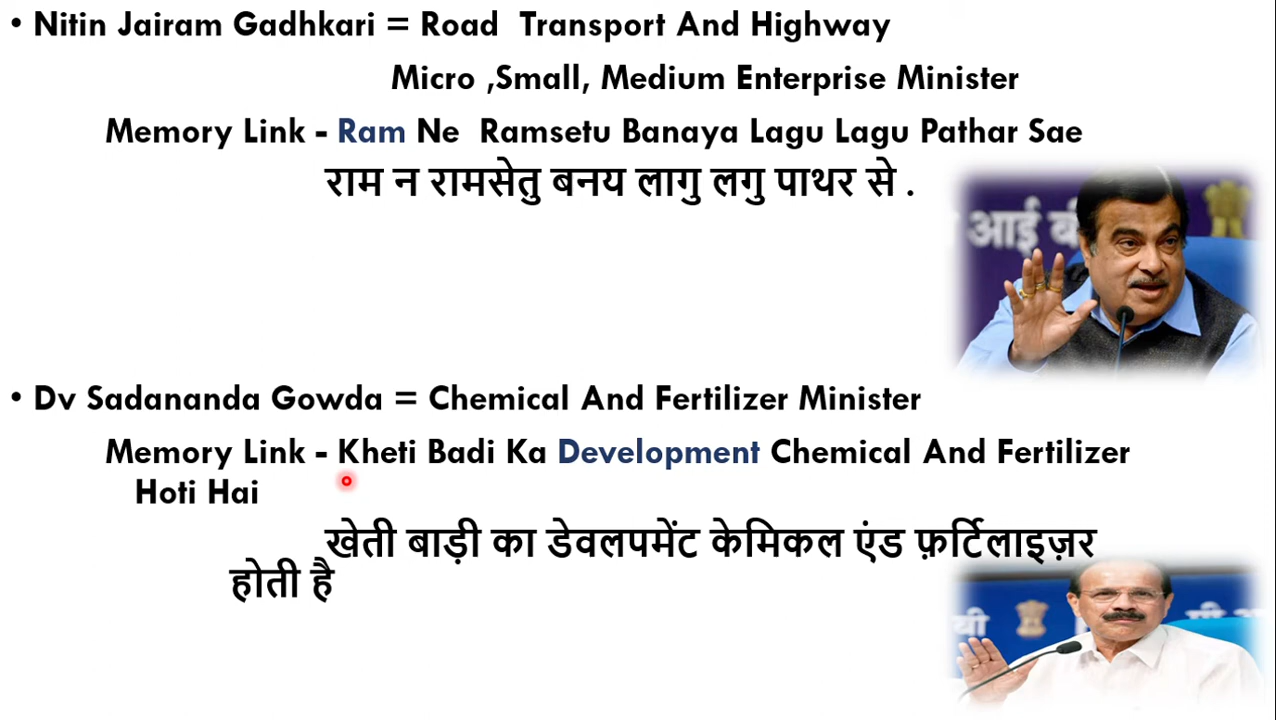 • Nitin Jairam Gadhkari = Road Transport And Highway
Micro ,Small, Medium Enterprise Minister
Memory Link - Ram Ne Ramsetu Banaya Lagu Lagu Pathar Sae
राम न रामसेतु बनय लागु लगु पाथर से .
आई बी
• Dv Sadananda Gowda = Chemical And Fertilizer Minister
Memory Link - Kheti Badi Ka Development Chemical And Fertilizer
Hoti Hai
खेती बाड़ी का डेवलपमेंट केमिकल एंड फ़र्टिलाइज़र
होती है